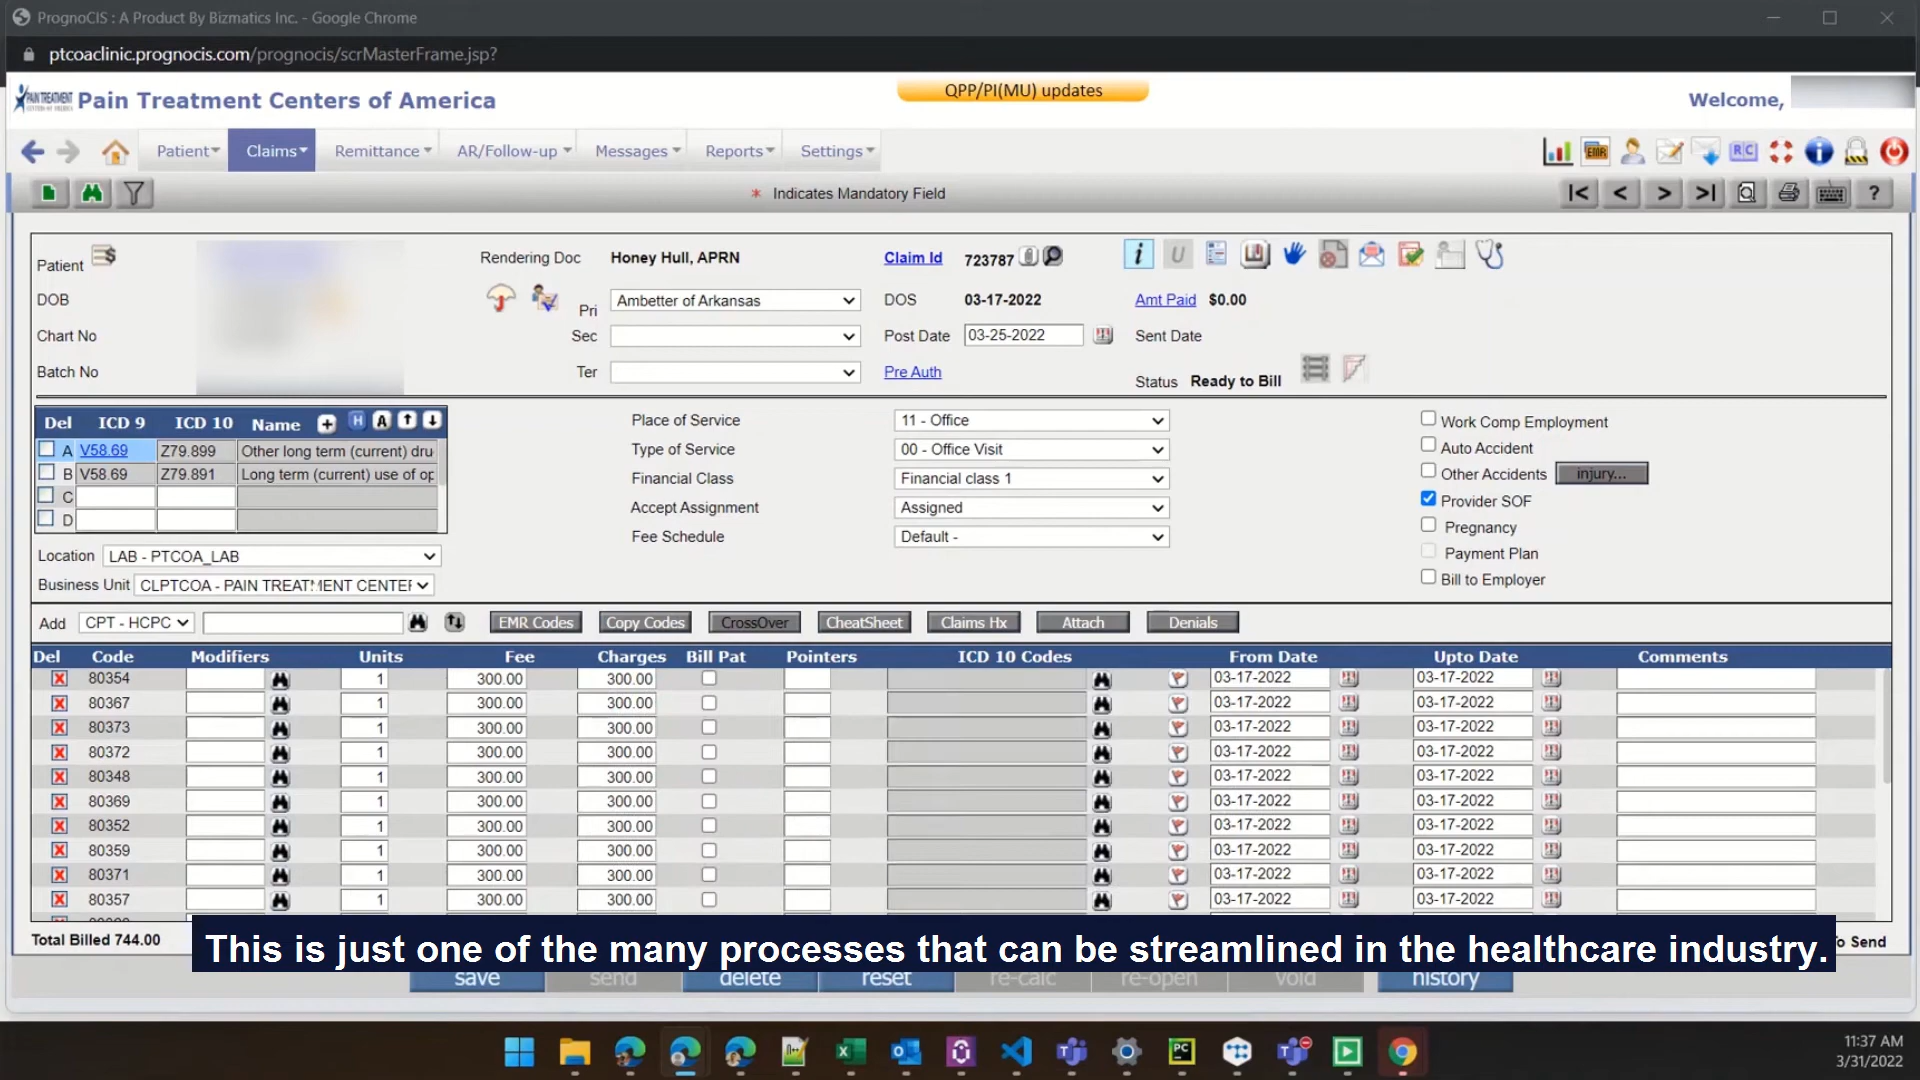 PrognoCIS : A Product By Bizmatics Inc. - Google Chrome
ptcoaclinic.prognocis.com/prognocis/scrMasterFrame.jsp?
Pain Treatment Centers of America
QPP/PI(MU) updates
Welcome,
Patient Claims Remittance AR/Follow-up Messages Reports Settings
EMR RC
* Indicates Mandatory Field
Patient
Rendering Doc Honey Hull, APRN
Claim Id 723787
DOB
Pri Ambetter of Arkansas
DOS 03-17-2022
Amt Paid $0.00
Chart No
Sec
Post Date 03-25-2022
Sent Date
Batch No
Ter
Pre Auth
Status Ready to Bill
Del ICD 9 ICD 10 Name + H A
A V58.69 Z79.899 Other long term (current) dru
B V58.69 Z79.891 Long term (current) use of op
C
D
Location LAB - PTCOA_LAB
Business Unit CLPTCOA - PAIN TREATMENT CENTER
Place of Service 11 - Office
Type of Service 00 - Office Visit
Financial Class Financial class 1
Accept Assignment Assigned
Fee Schedule Default -
Work Comp Employment
Auto Accident
Other Accidents injury...
Provider SOF
Pregnancy
Payment Plan
Bill to Employer
Add CPT - HCPC EMR Codes Copy Codes CrossOver CheatSheet Claims Hx Attach Denials
Del Code Modifiers Units Fee Charges Bill Pat Pointers ICD 10 Codes From Date Upto Date Comments
80354 1 300.00 300.00 03-17-2022 03-17-2022
80367 1 300.00 300.00 03-17-2022 03-17-2022
80373 1 300.00 300.00 03-17-2022 03-17-2022
80372 1 300.00 300.00 03-17-2022 03-17-2022
80348 1 300.00 300.00 03-17-2022 03-17-2022
80369 1 300.00 300.00 03-17-2022 03-17-2022
80352 1 300.00 300.00 03-17-2022 03-17-2022
80359 1 300.00 300.00 03-17-2022 03-17-2022
80371 1 300.00 300.00 03-17-2022 03-17-2022
80357 1 300.00 300.00 03-17-2022 03-17-2022
Total Billed 744.00
To Send
This is just one of the many processes that can be streamlined in the healthcare industry.
save send delete reset re-calc re-open void history
11:37 AM
3/31/2022